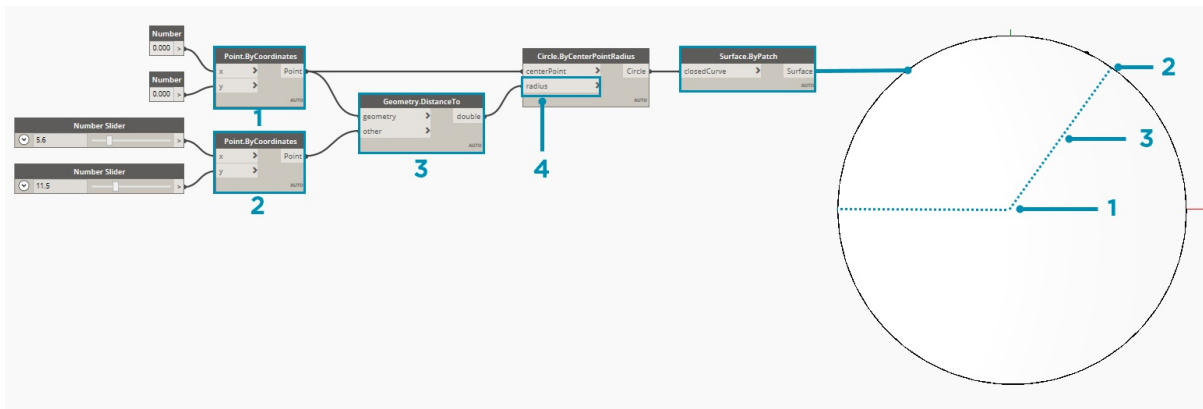 Number
0.000 >
Number
0.000 >
Number Slider
5.6 >
Number Slider
11.5 >
Point.ByCoordinates
x > Point
y >
AUTO
1
Point.ByCoordinates
x > Point
y >
AUTO
2
Geometry.DistanceTo
geometry > double
other >
AUTO
3
Circle.ByCenterPointRadius
centerPoint > Circle
radius >
AUTO
4
Surface.ByPatch
closedCurve > Surface
AUTO
2
3
1